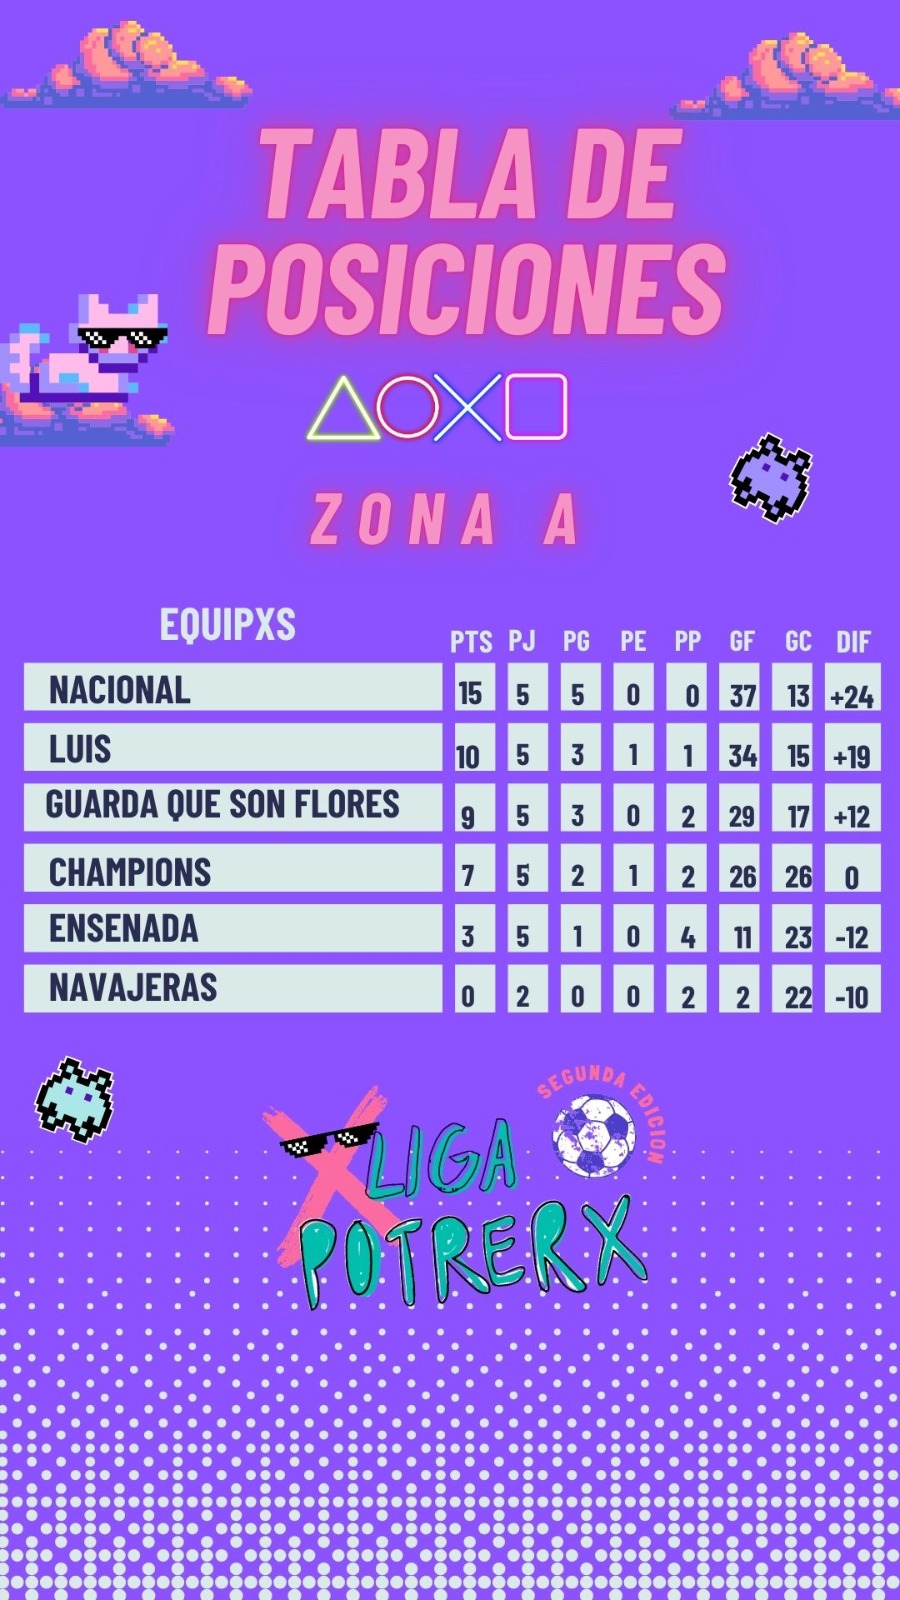 TABLA DE
POSICIONES
ZONA A
EQUIPXS PTS PJ PG PE PP GF GC DIF
NACIONAL 15 5 5 0 0 37 13 +24
LUIS 10 5 3 1 1 34 15 +19
GUARDA QUE SON FLORES 9 5 3 0 2 29 17 +12
CHAMPIONS 7 5 2 1 2 26 26 0
ENSENADA 3 5 1 0 4 11 23 -12
NAVAJERAS 0 2 0 0 2 2 22 -10
SEGUNDA EDICION
LIGA
POTRERX